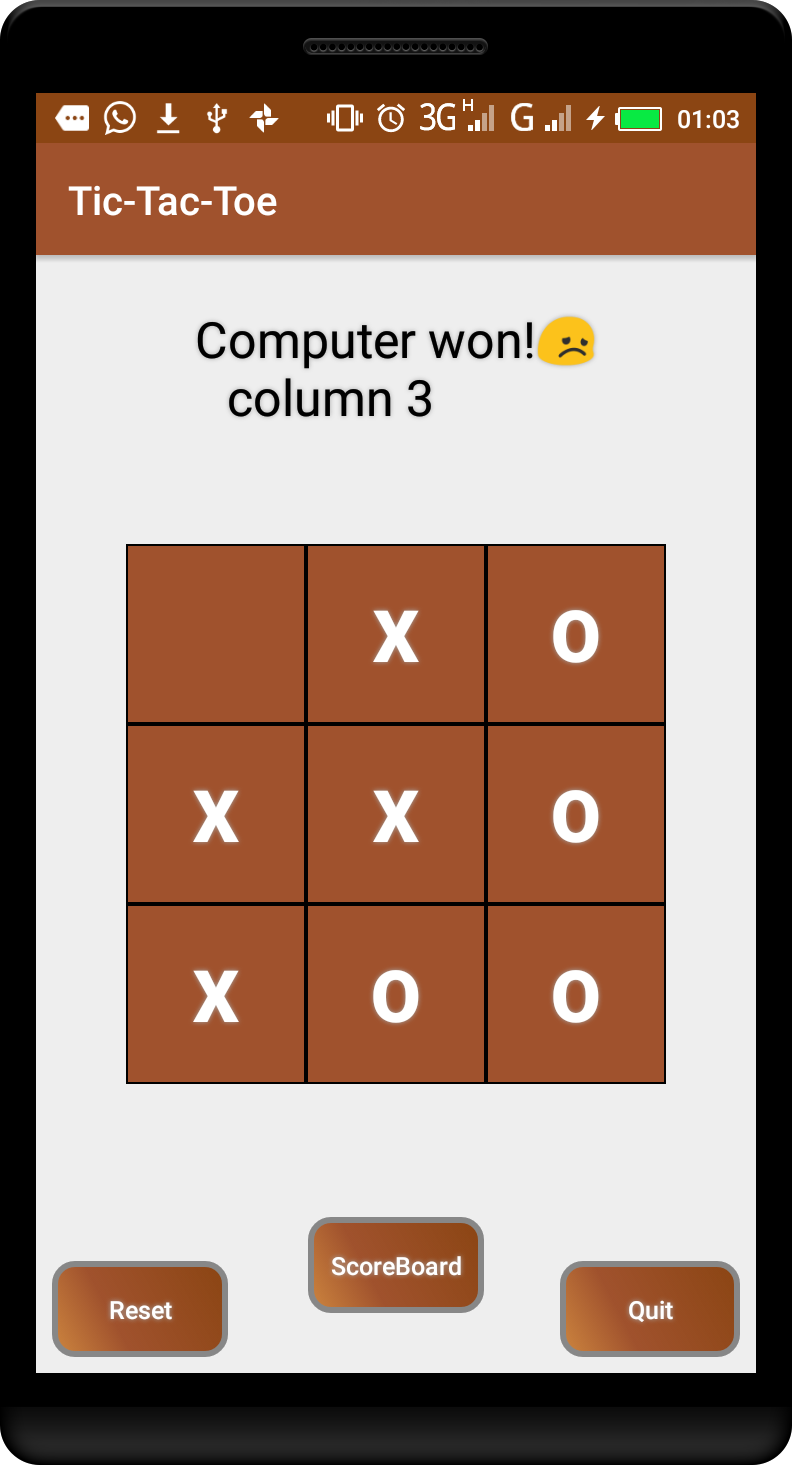 3G H G 01:03
Tic-Tac-Toe
Computer won!😞
column 3
X O
X X O
X O O
ScoreBoard
Reset Quit